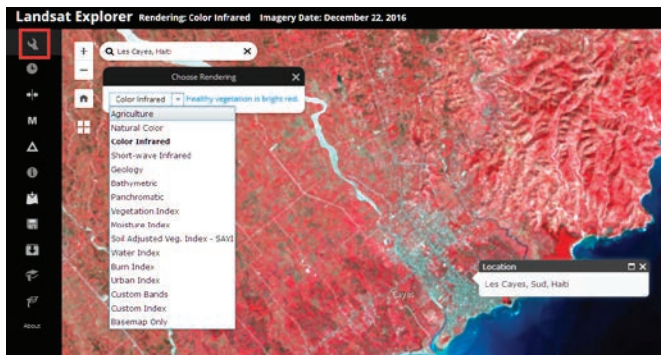 Landsat Explorer Rendering: Color Infrared Imagery Date: December 22, 2016
Les Cayes, Haiti
Choose Rendering
Color Infrared healthy vegetation is bright red.
Agriculture
Natural Color
Color Infrared
Short-wave Infrared
Geology
Bathymetric
Panchromatic
Vegetation Index
Moisture Index
Soil Adjusted Veg. Index - SAVI
Water Index
Burn Index
Urban Index
Custom Bands
Custom Index
Basemap Only
M
Location
Les Cayes, Sud, Haiti
Cayes
About